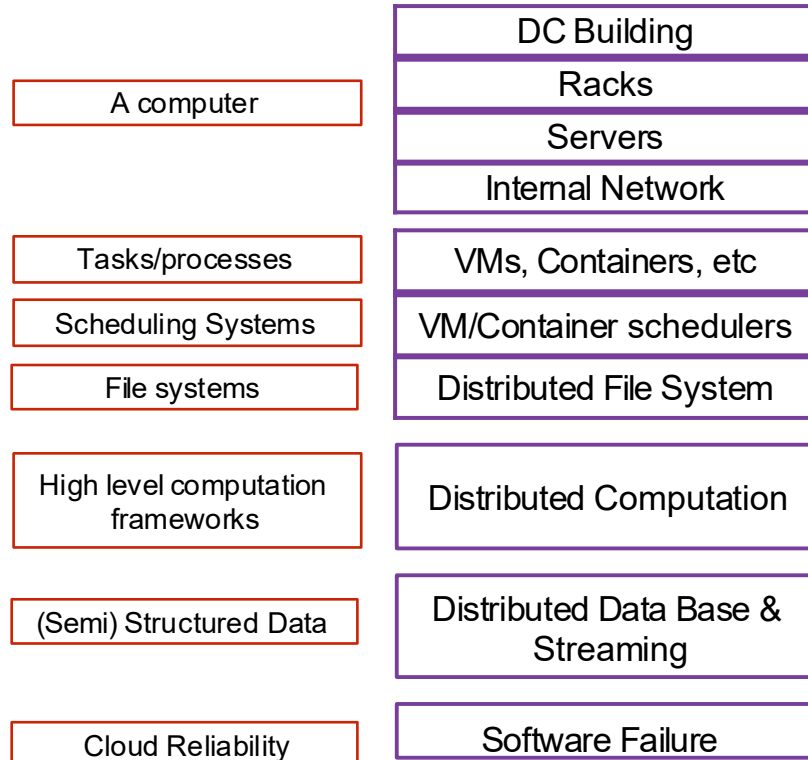 DC Building
A computer
Racks
Servers
Internal Network
Tasks/processes
VMs, Containers, etc
Scheduling Systems
VM/Container schedulers
File systems
Distributed File System
High level computation
frameworks
Distributed Computation
(Semi) Structured Data
Distributed Data Base &
Streaming
Cloud Reliability
Software Failure